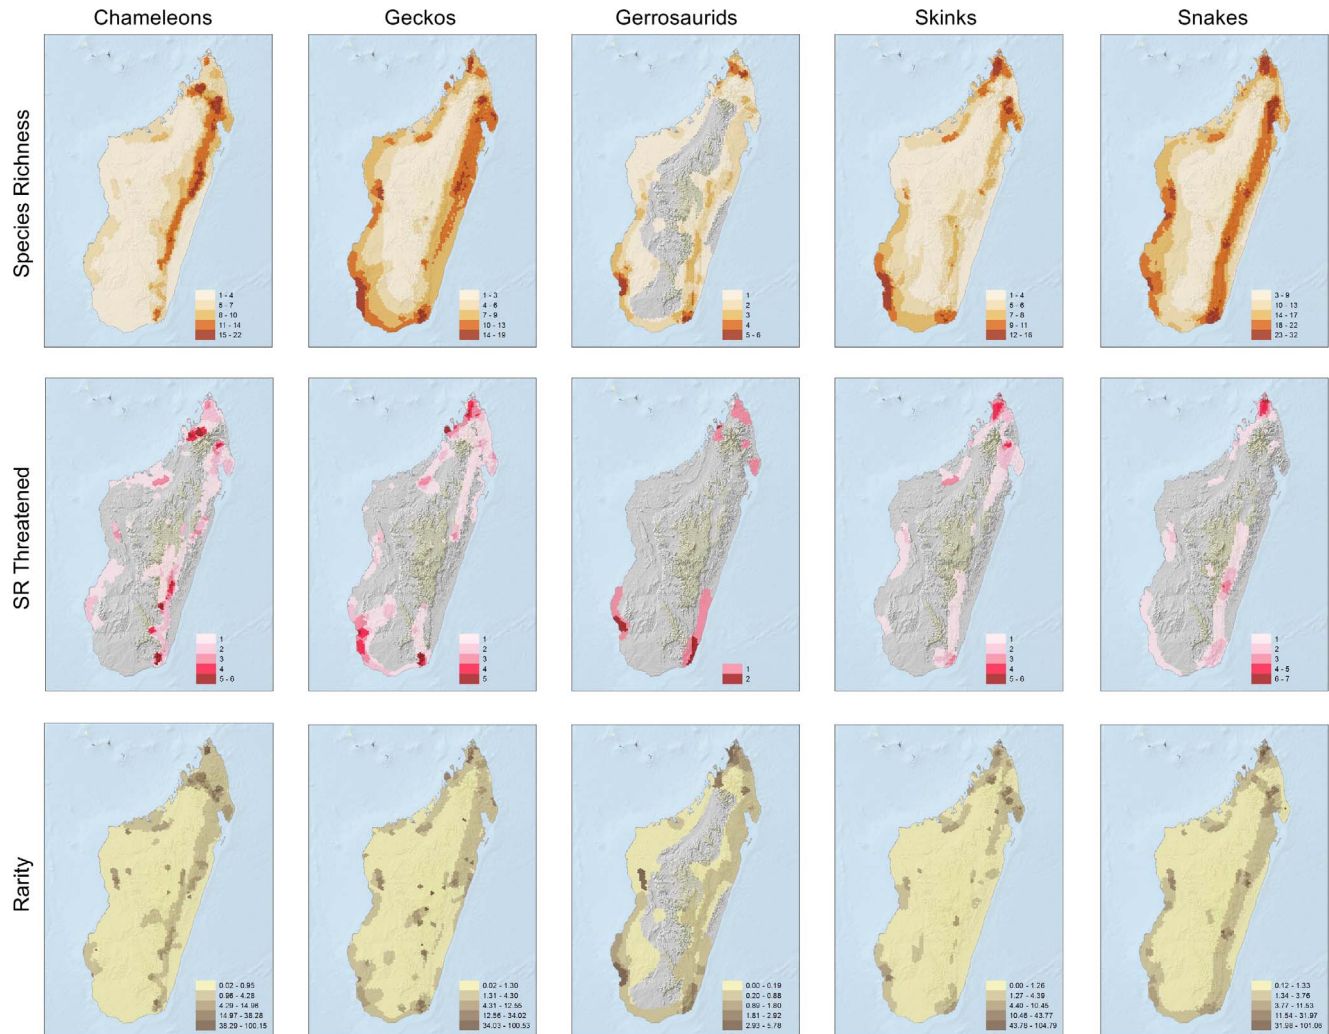 Chameleons
Geckos
Gerrosaurids
Skinks
Snakes
Species Richness
1 - 4
5 - 7
8 - 10
11 - 14
15 - 22
1 - 3
4 - 6
7 - 9
10 - 13
14 - 19
1
2
3
4
5 - 6
1 - 4
5 - 6
7 - 8
9 - 11
12 - 16
3 - 9
10 - 13
14 - 17
18 - 22
23 - 32
SR Threatened
1
2
3
4
5 - 6
1
2
3
4
5
1
2
1
2
3
4
5 - 6
1
2
3
4 - 5
6 - 7
Rarity
0.02 - 0.95
0.96 - 4.28
4.29 - 14.96
14.97 - 38.28
38.29 - 100.15
0.02 - 1.30
1.31 - 4.30
4.31 - 12.55
12.56 - 34.02
34.03 - 100.53
0.00 - 0.19
0.20 - 0.88
0.89 - 1.80
1.81 - 2.92
2.93 - 5.78
0.00 - 1.26
1.27 - 4.39
4.40 - 10.45
10.46 - 43.77
43.78 - 104.79
0.12 - 1.33
1.34 - 3.76
3.77 - 11.53
11.54 - 31.97
31.98 - 101.08